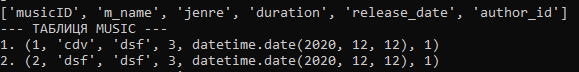 ['musicID', 'm_name', 'jenre', 'duration', 'release_date', 'author_id']
--- ТАБЛИЦЯ MUSIC ---
1. (1, 'cdv', 'dsf', 3, datetime.date(2020, 12, 12), 1)
2. (2, 'dsf', 'dsf', 3, datetime.date(2020, 12, 12), 1)